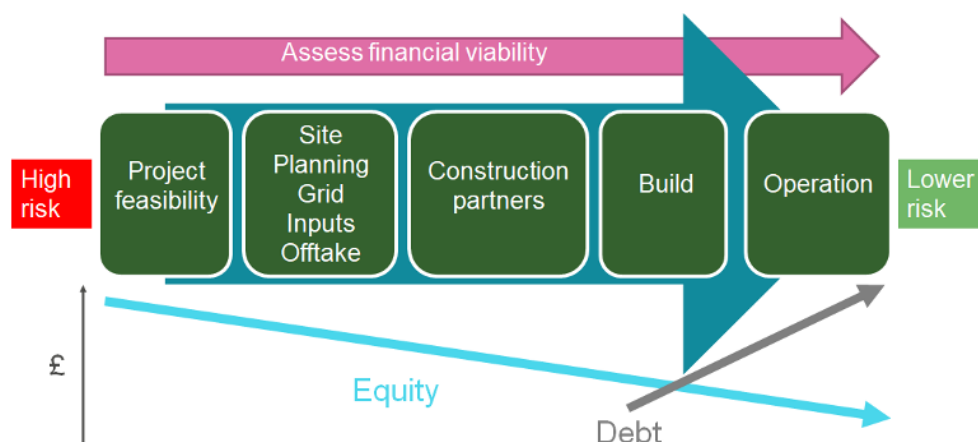 Assess financial viability
High
risk
Project
feasibility
Site
Planning
Grid
Inputs
Offtake
Construction
partners
Build
Operation
Lower
risk
£
Equity
Debt